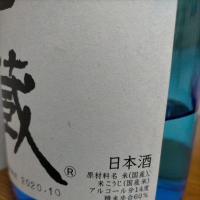 蔵
®
2020.10
日本酒
原材料名 米(国産)、
米こうじ(国産米)
アルコール分14度
精米歩合60%